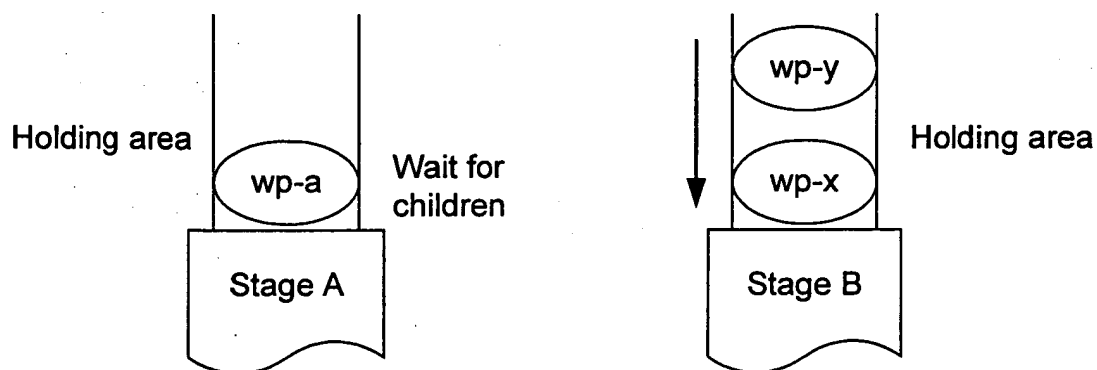 Holding area
wp-a
Wait for
children
Stage A
wp-y
wp-x
Holding area
Stage B